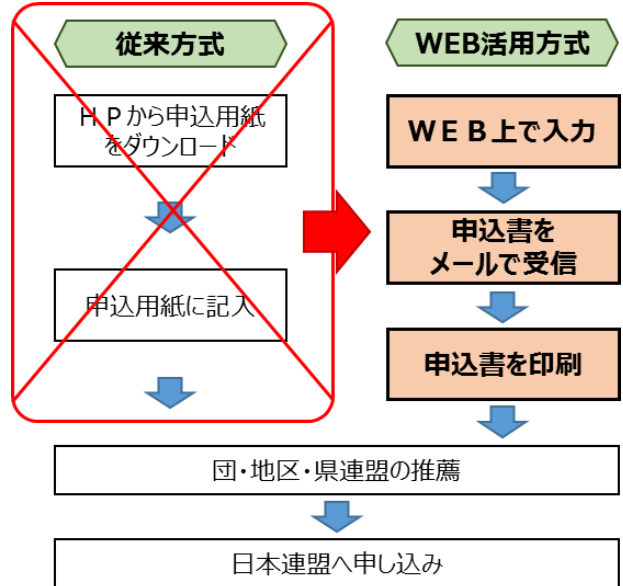 従来方式
ＨＰから申込用紙
をダウンロード
申込用紙に記入
WEB活用方式
ＷＥＢ上で入力
申込書を
メールで受信
申込書を印刷
団・地区・県連盟の推薦
日本連盟へ申し込み